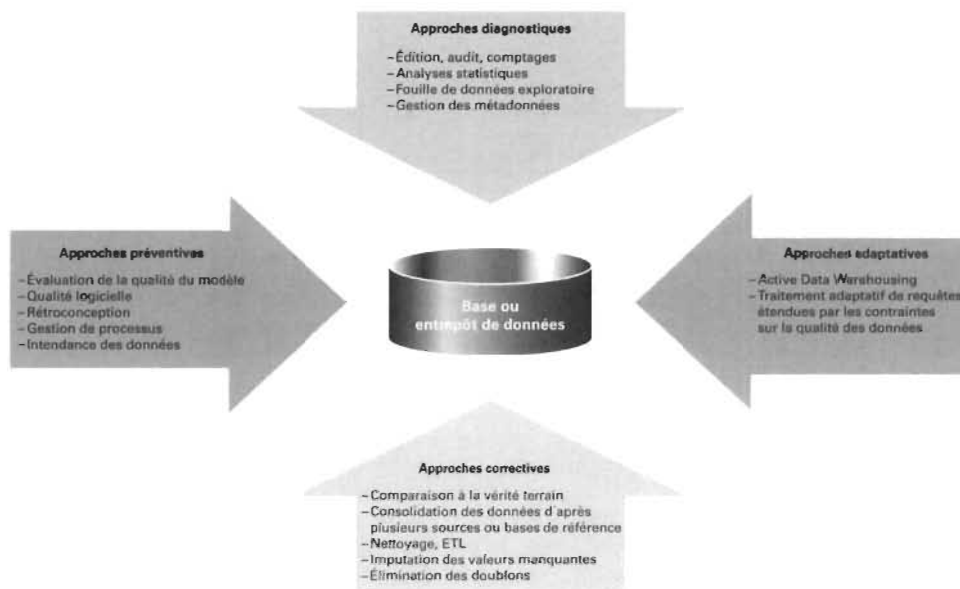 Approches diagnostiques
– Édition, audit, comptages
– Analyses statistiques
– Fouille de données exploratoire
– Gestion des métadonnées
Approches préventives
– Évaluation de la qualité du modèle
– Qualité logicielle
– Rétroconception
– Gestion de processus
– Intendance des données
Base ou
entrepôt de données
Approches adaptatives
– Active Data Warehousing
– Traitement adaptatif de requêtes
étendues par les contraintes
sur la qualité des données
Approches correctives
– Comparaison à la vérité terrain
– Consolidation des données d'après
plusieurs sources ou bases de référence
– Nettoyage, ETL
– Imputation des valeurs manquantes
– Élimination des doublons